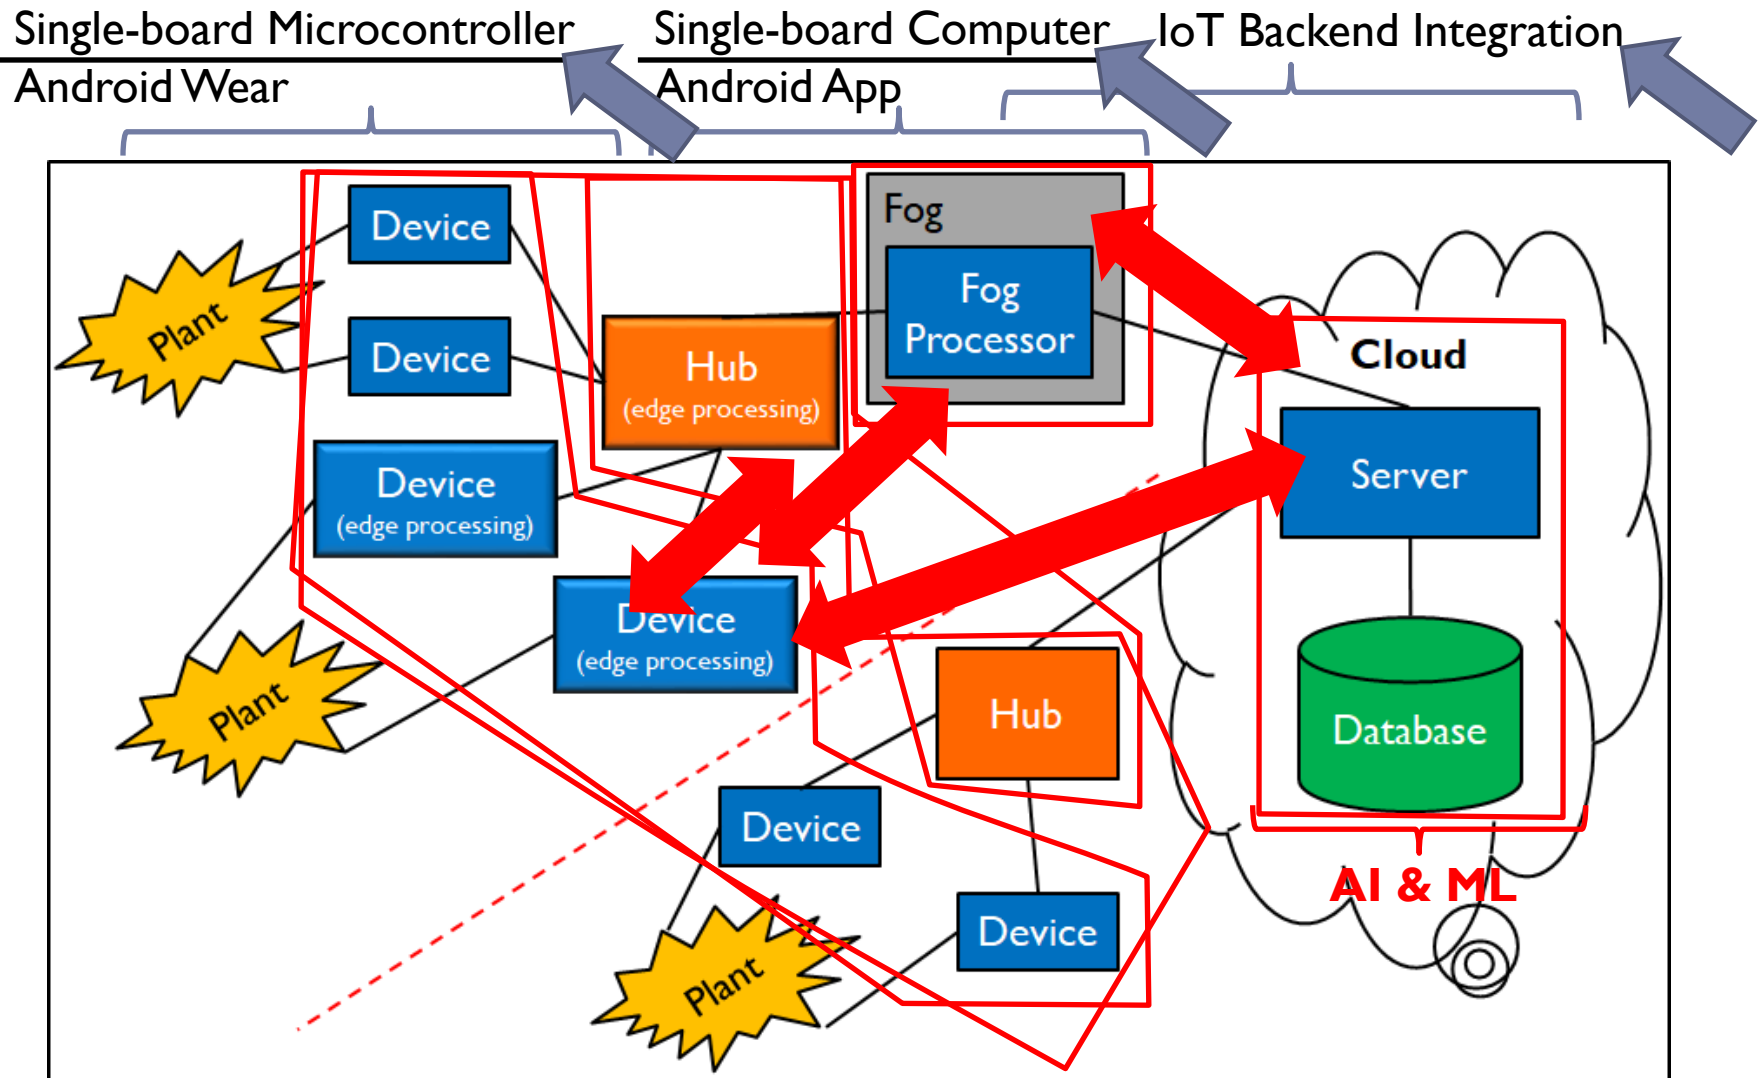 Single-board Microcontroller
Android Wear
Single-board Computer
Android App
IoT Backend Integration
Device
Plant
Device
Fog
Fog
Processor
Hub
(edge processing)
Cloud
Server
Device
(edge processing)
Device
(edge processing)
Plant
Hub
Database
Device
AI & ML
Device
Plant